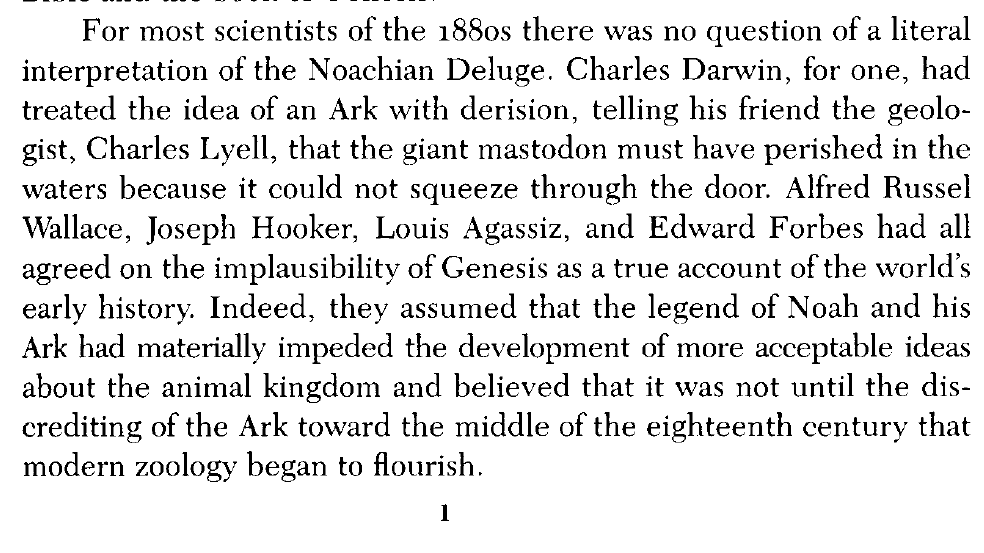 For most scientists of the 1880s there was no question of a literal
interpretation of the Noachian Deluge. Charles Darwin, for one, had
treated the idea of an Ark with derision, telling his friend the geolo-
gist, Charles Lyell, that the giant mastodon must have perished in the
waters because it could not squeeze through the door. Alfred Russel
Wallace, Joseph Hooker, Louis Agassiz, and Edward Forbes had all
agreed on the implausibility of Genesis as a true account of the world's
early history. Indeed, they assumed that the legend of Noah and his
Ark had materially impeded the development of more acceptable ideas
about the animal kingdom and believed that it was not until the dis-
crediting of the Ark toward the middle of the eighteenth century that
modern zoology began to flourish.
1